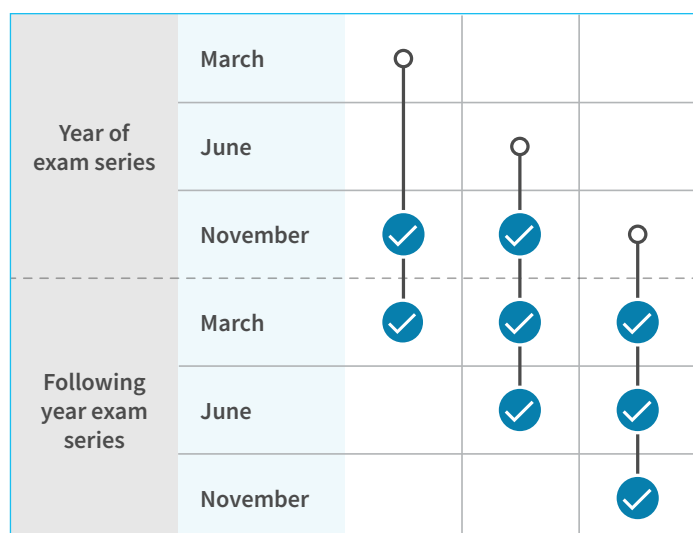 March
Year of
exam series
June
November
March
Following
year exam
series
June
November